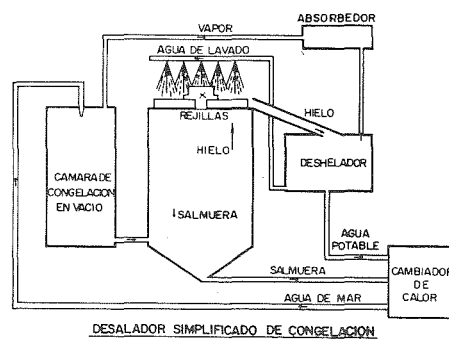 ABSORBEDOR
VAPOR
AGUA DE LAVADO
HIELO
REJILLAS
HIELO
DESHELADOR
CAMARA DE
CONGELACION
EN VACIO
SALMUERA
AGUA
POTABLE
SALMUERA
CAMBIADOR
DE
CALOR
AGUA DE MAR
DESALADOR SIMPLIFICADO DE CONGELACION